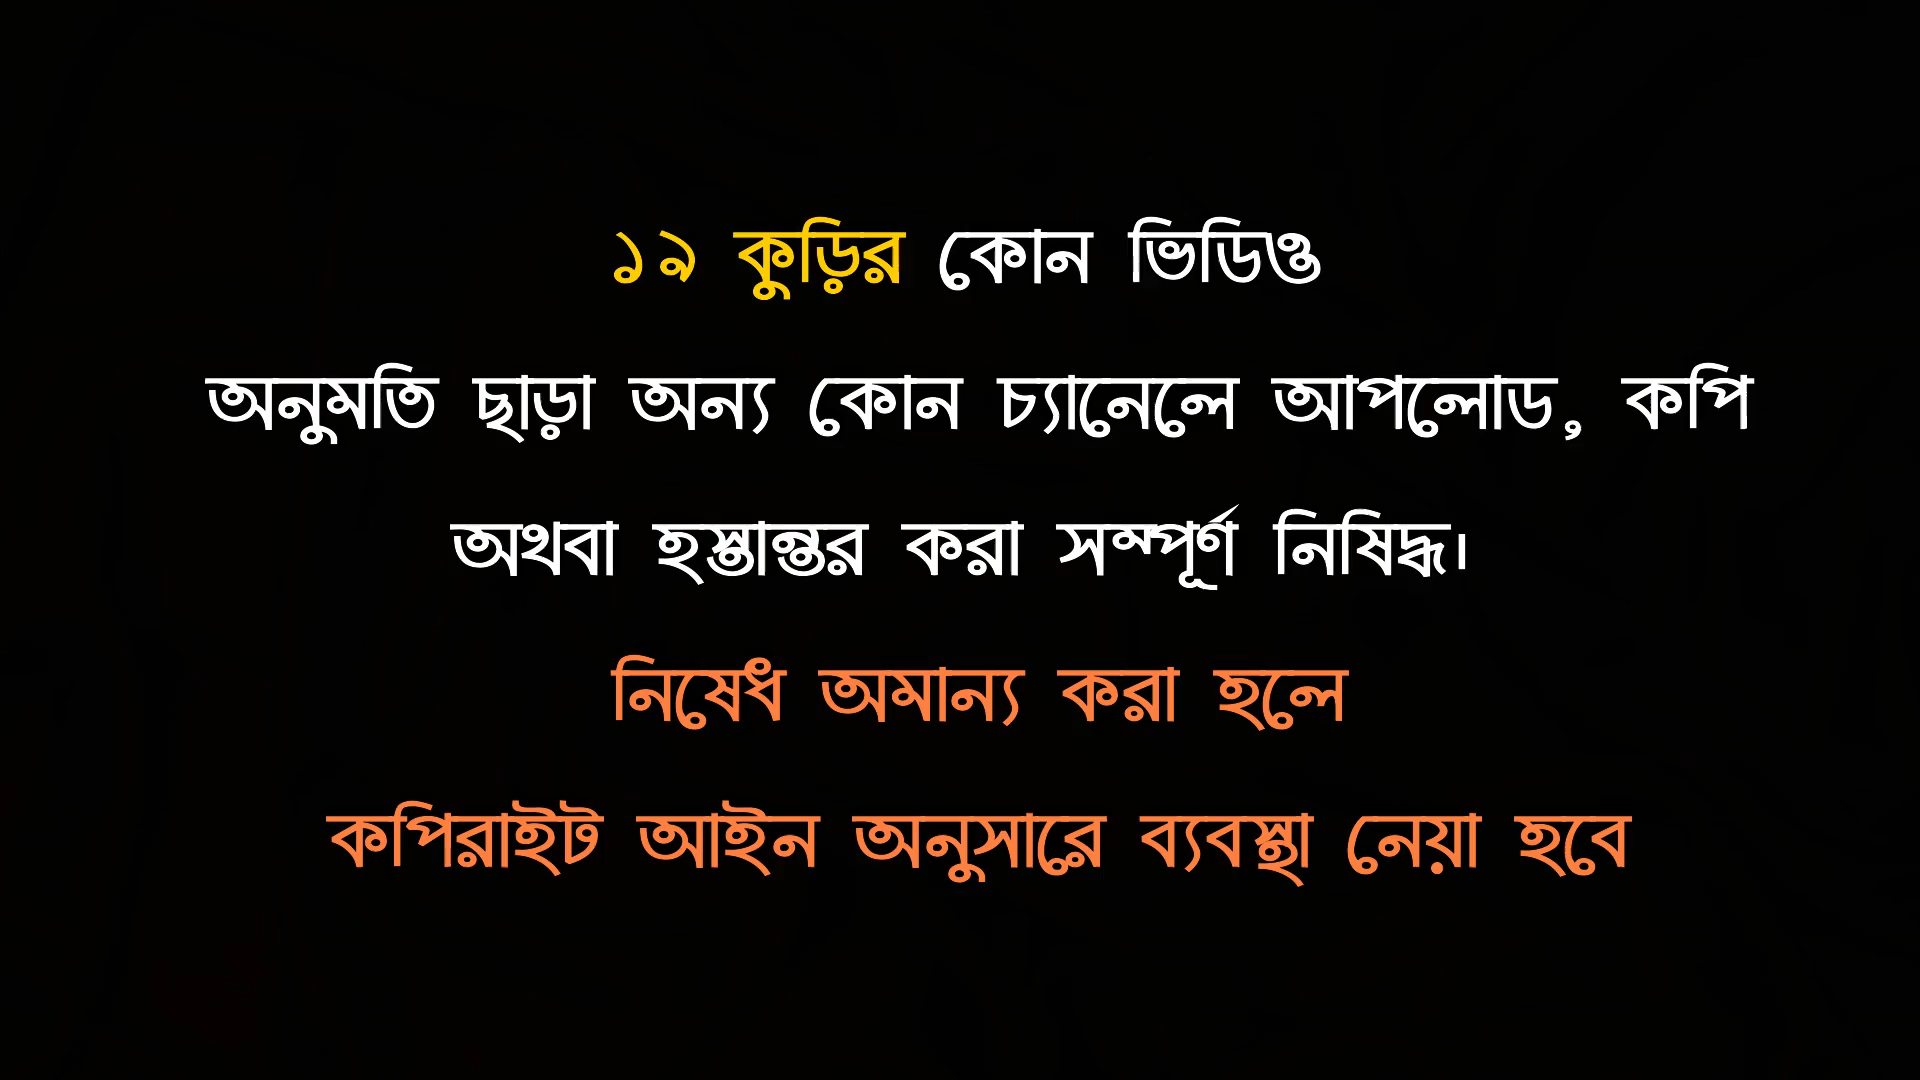 ১৯ কুড়ির কোন ভিডিও
অনুমতি ছাড়া অন্য কোন চ্যানেলে আপলোড, কপি
অথবা হস্তান্তর করা সম্পূর্ণ নিষিদ্ধ।
নিষেধ অমান্য করা হলে
কপিরাইট আইন অনুসারে ব্যবস্থা নেয়া হবে